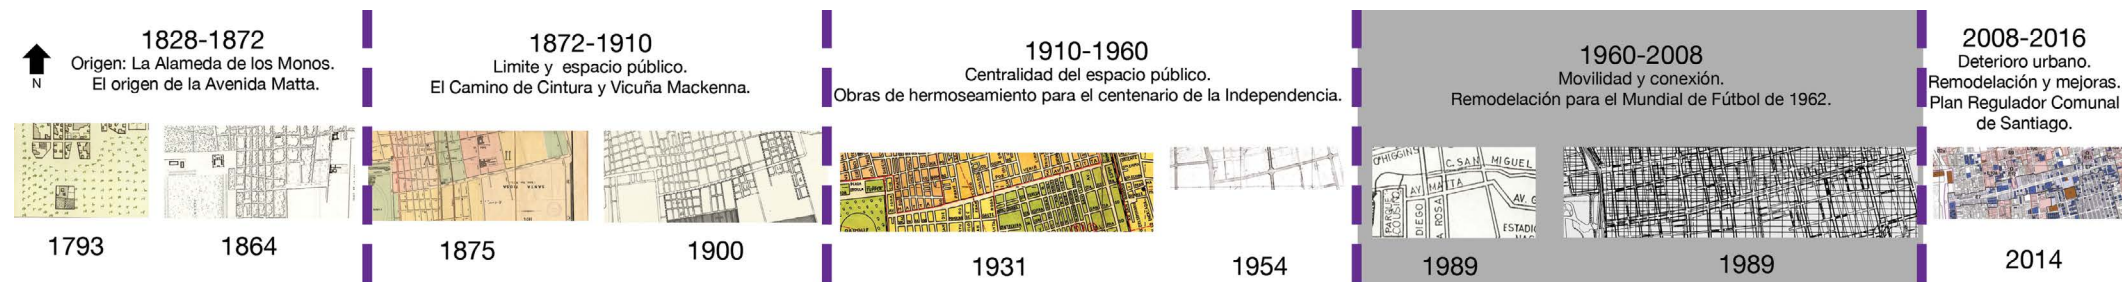 N
1828-1872
Origen: La Alameda de los Monos.
El origen de la Avenida Matta.
1793
1864
1872-1910
Limite y espacio público.
El Camino de Cintura y Vicuña Mackenna.
II
1875
1900
1910-1960
Centralidad del espacio público.
Obras de hermoseamiento para el centenario de la Independencia.
1931
1954
1960-2008
Movilidad y conexión.
Remodelación para el Mundial de Fútbol de 1962.
O'HIGGINS
C. SAN MIGUEL
AV. MATTA
PARQUE
COUSIÑO
DIEGO
ROSA
AV.
ESTADIO
1989
1989
2008-2016
Deterioro urbano.
Remodelación y mejoras.
Plan Regulador Comunal
de Santiago.
2014